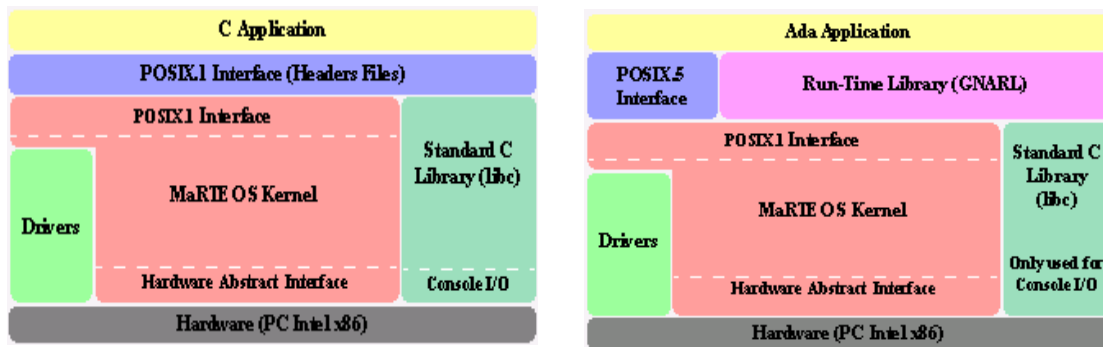 C Application
POSIX.1 Interface (Headers Files)
POSIX.1 Interface
Standard C
Library (libc)
MaRTE OS Kernel
Drivers
Hardware Abstract Interface
Console I/O
Hardware (PC Intel x86)
Ada Application
POSIX.5
Interface
Run-Time Library (GNARL)
POSIX.1 Interface
Standard C
Library
(libc)
MaRTE OS Kernel
Drivers
Only used for
Console I/O
Hardware Abstract Interface
Hardware (PC Intel x86)